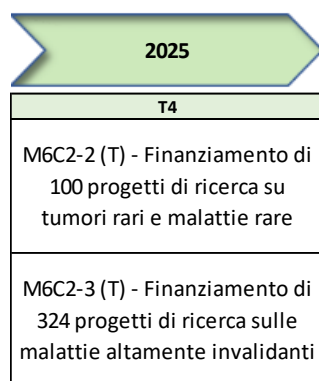 2025
T4
M6C2-2 (T) - Finanziamento di
100 progetti di ricerca su
tumori rari e malattie rare
M6C2-3 (T) - Finanziamento di
324 progetti di ricerca sulle
malattie altamente invalidanti